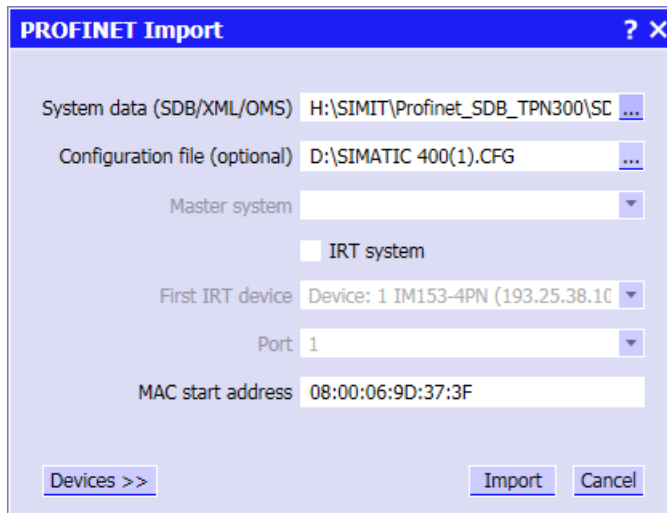 PROFINET Import ? ×
System data (SDB/XML/OMS) H:\SIMIT\Profinet_SDB_TPN300\SD ...
Configuration file (optional) D:\SIMATIC 400(1).CFG ...
Master system
IRT system
First IRT device Device: 1 IM153-4PN (193.25.38.10
Port 1
MAC start address 08:00:06:9D:37:3F
Devices >> Import Cancel